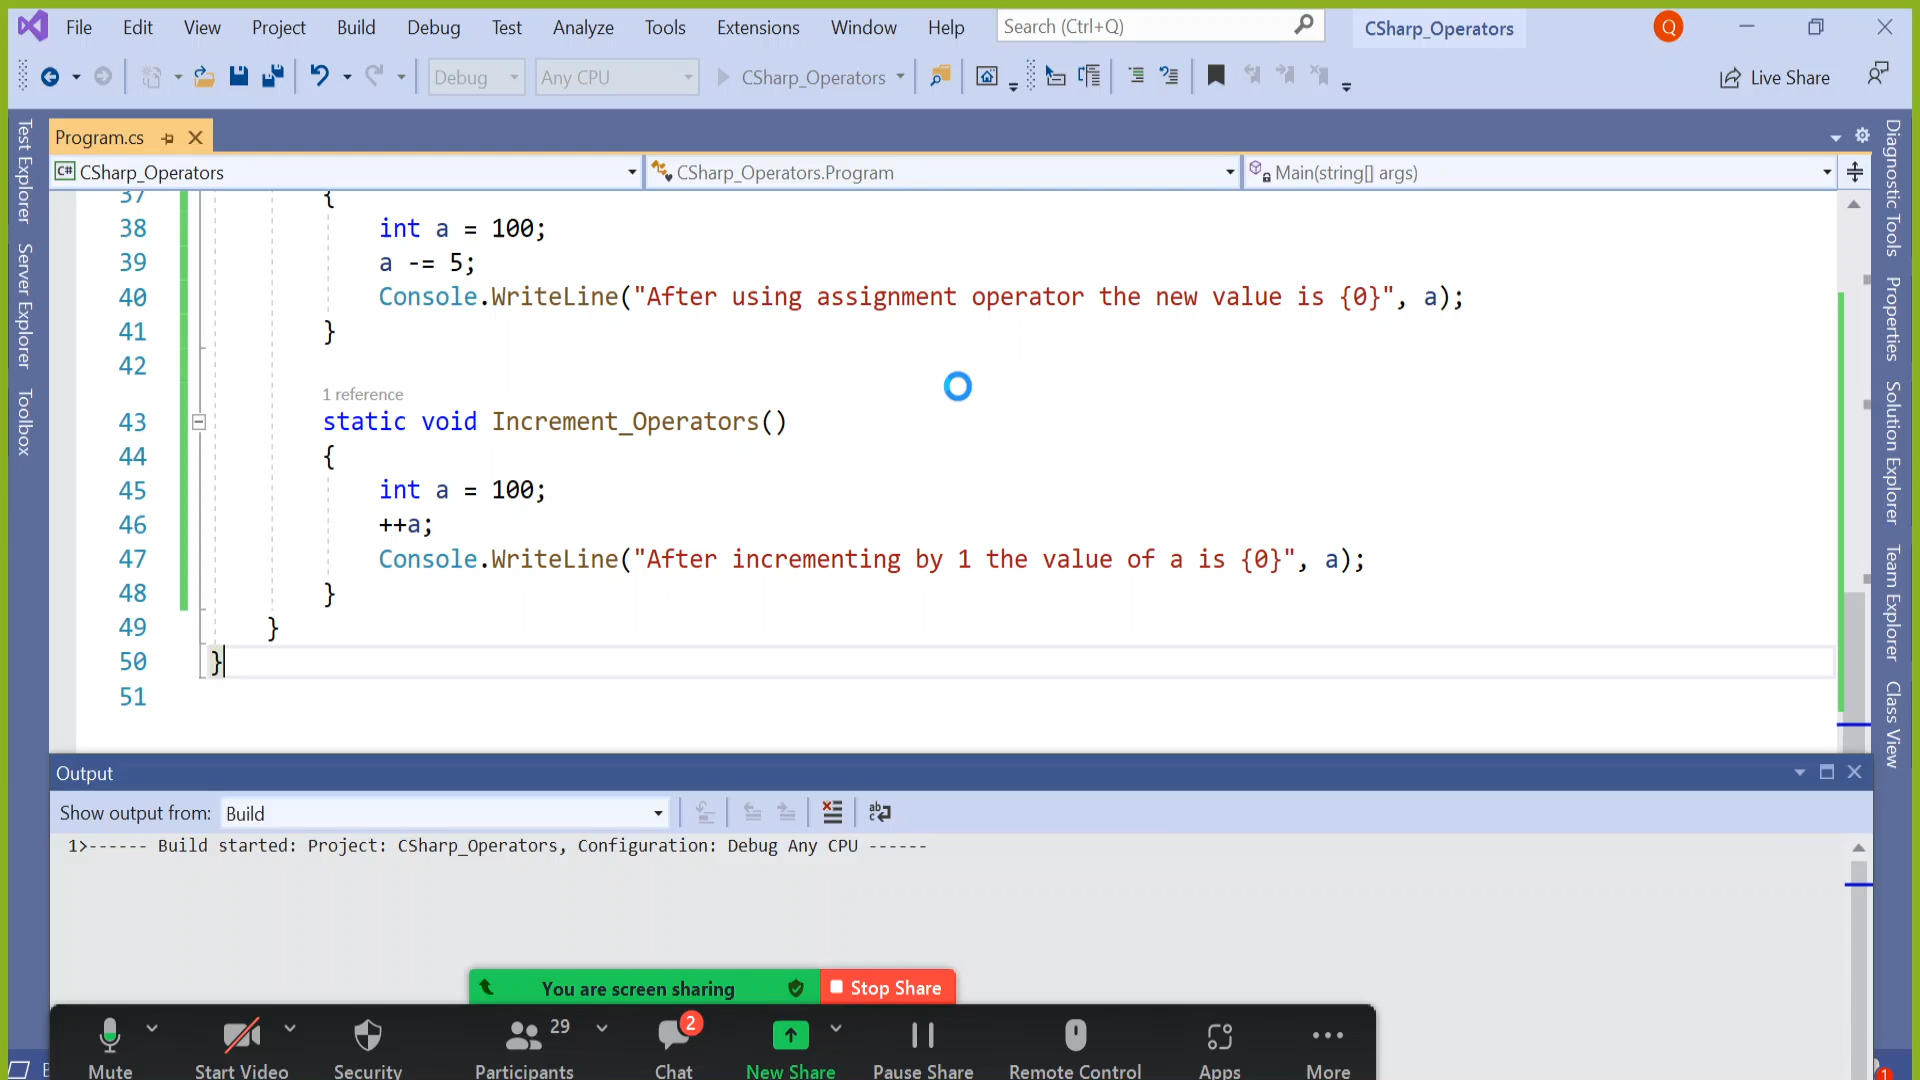 File Edit View Project Build Debug Test Analyze Tools Extensions Window Help Search (Ctrl+Q) CSharp_Operators Q
Debug Any CPU CSharp_Operators Live Share
Program.cs
C# CSharp_Operators CSharp_Operators.Program Main(string[] args)
Test Explorer
Server Explorer
Toolbox
37 {
38 int a = 100;
39 a -= 5;
40 Console.WriteLine("After using assignment operator the new value is {0}", a);
41 }
42
1 reference
43 static void Increment_Operators()
44 {
45 int a = 100;
46 ++a;
47 Console.WriteLine("After incrementing by 1 the value of a is {0}", a);
48 }
49 }
50 }
51
Diagnostic Tools
Properties
Solution Explorer
Team Explorer
Class View
Output
Show output from: Build
1>------ Build started: Project: CSharp_Operators, Configuration: Debug Any CPU ------
You are screen sharing Stop Share
29 2
Mute Start Video Security Participants Chat New Share Pause Share Remote Control Apps More
1